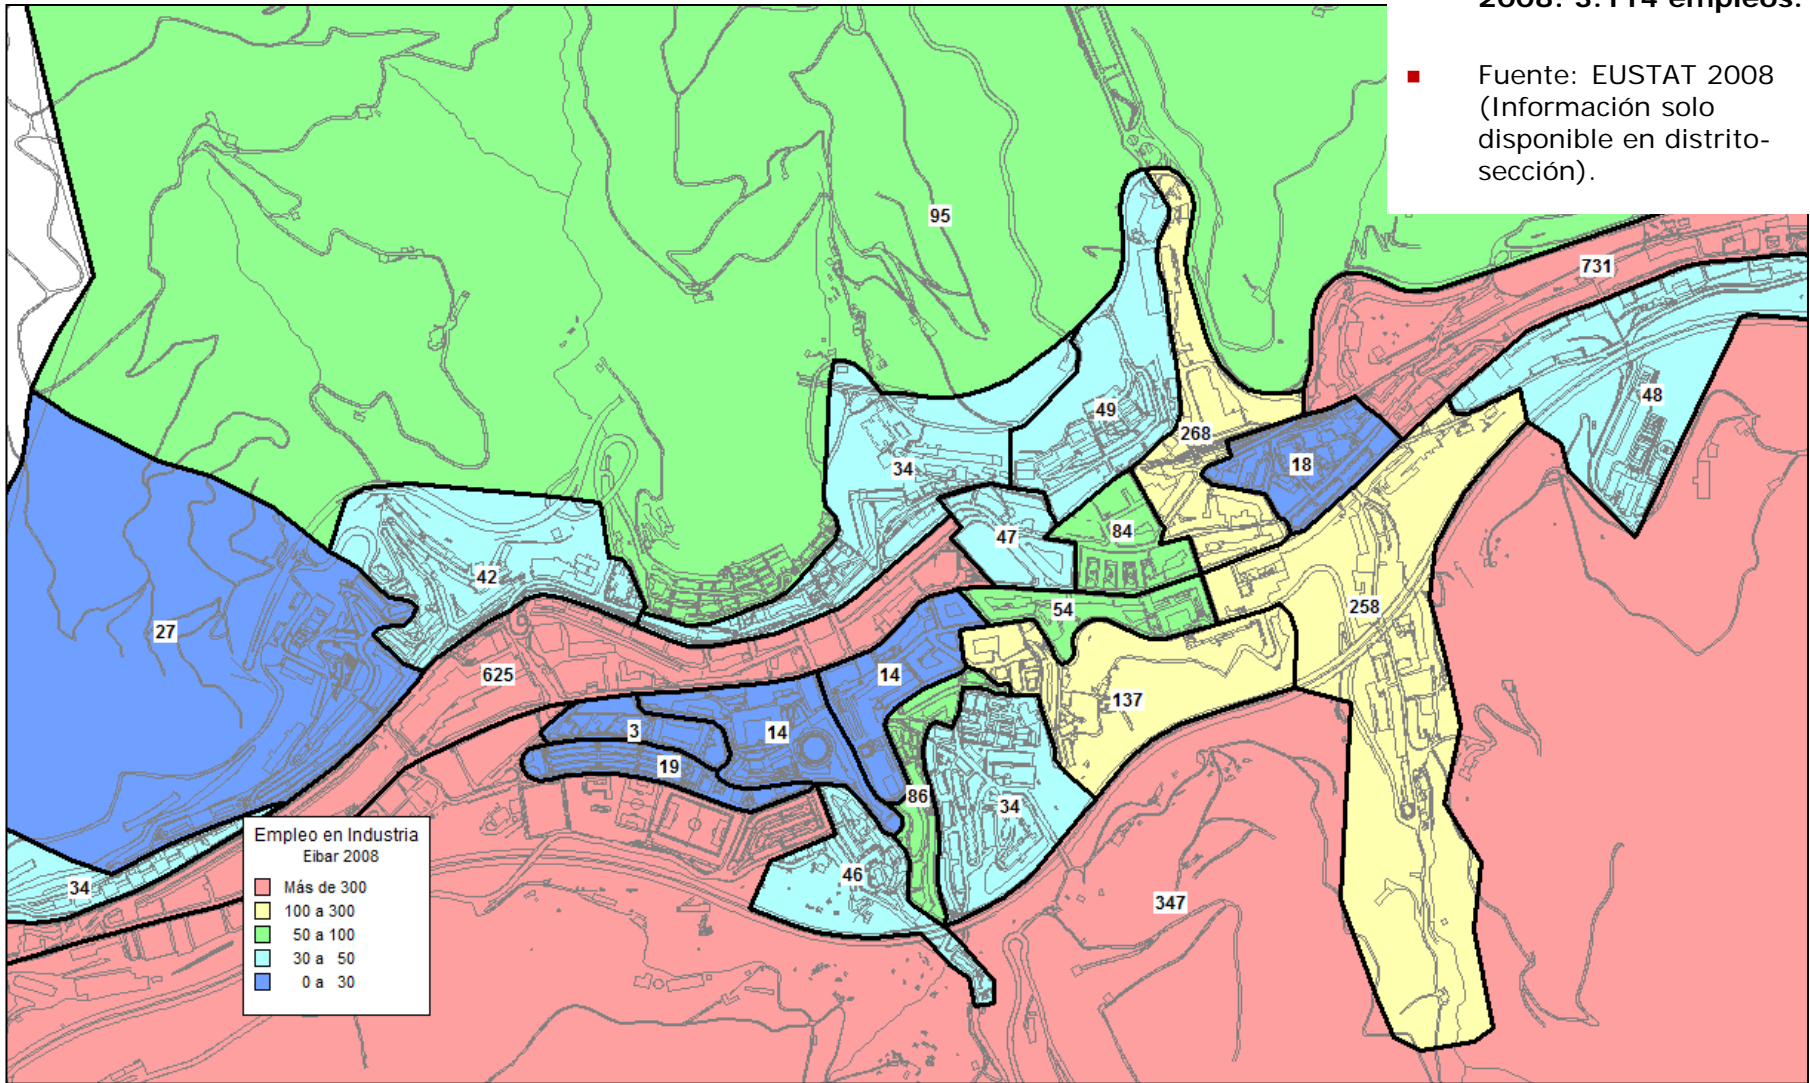 2008: 3.114 empleos.
Fuente: EUSTAT 2008
(Información solo
disponible en distrito-
sección).
95
731
48
49
268
18
34
47
84
42
54
258
27
625
14
137
3
14
19
86
34
46
34
347
Empleo en Industria
Eibar 2008
Más de 300
100 a 300
50 a 100
30 a 50
0 a 30